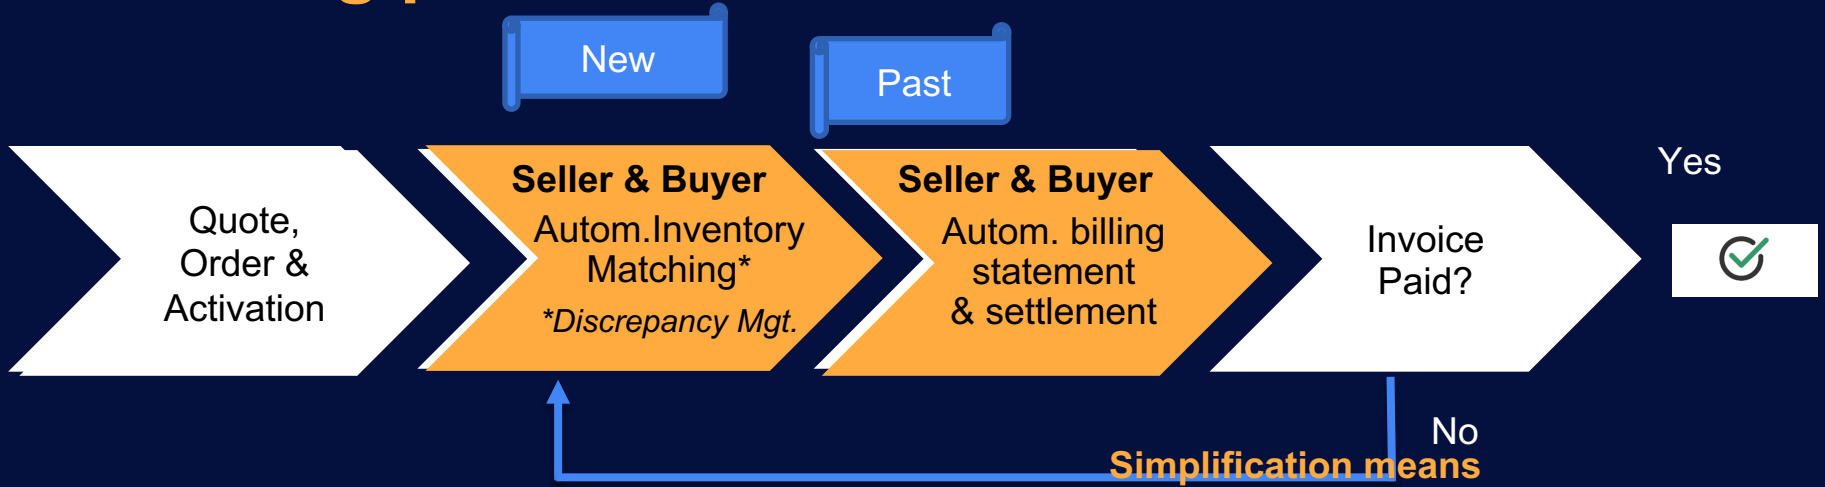 New
Past
Quote,
Order &
Activation
Seller & Buyer
Autom.Inventory
Matching*
*Discrepancy Mgt.
Seller & Buyer
Autom. billing
statement
& settlement
Invoice
Paid?
Yes
No
Simplification means